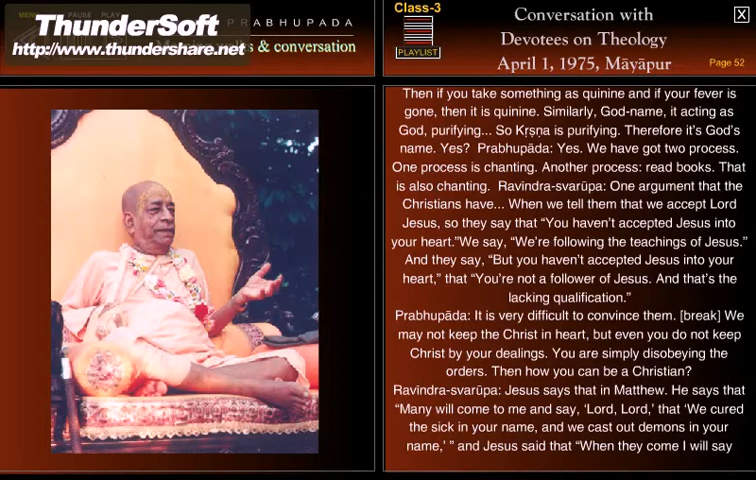 MENU PAUSE PLAY
ThunderSoft
http://www.thundershare.net
PRABHUPADA
& conversation
Class-3
PLAYLIST
Conversation with
Devotees on Theology
April 1, 1975, Māyāpur
X
Page 52
Then if you take something as quinine and if your fever is
gone, then it is quinine. Similarly, God-name, it acting as
God, purifying... So Kṛṣṇa is purifying. Therefore it's God's
name. Yes? Prabhupāda: Yes. We have got two process.
One process is chanting. Another process: read books. That
is also chanting. Ravindra-svarūpa: One argument that the
Christians have... When we tell them that we accept Lord
Jesus, so they say that “You haven't accepted Jesus into
your heart.”We say, “We're following the teachings of Jesus.”
And they say, “But you haven't accepted Jesus into your
heart,” that “You're not a follower of Jesus. And that's the
lacking qualification.”
Prabhupāda: It is very difficult to convince them. [break] We
may not keep the Christ in heart, but even you do not keep
Christ by your dealings. You are simply disobeying the
orders. Then how you can be a Christian?
Ravindra-svarūpa: Jesus says that in Matthew. He says that
“Many will come to me and say, ‘Lord, Lord,’ that ‘We cured
the sick in your name, and we cast out demons in your
name,’ ” and Jesus said that “When they come I will say